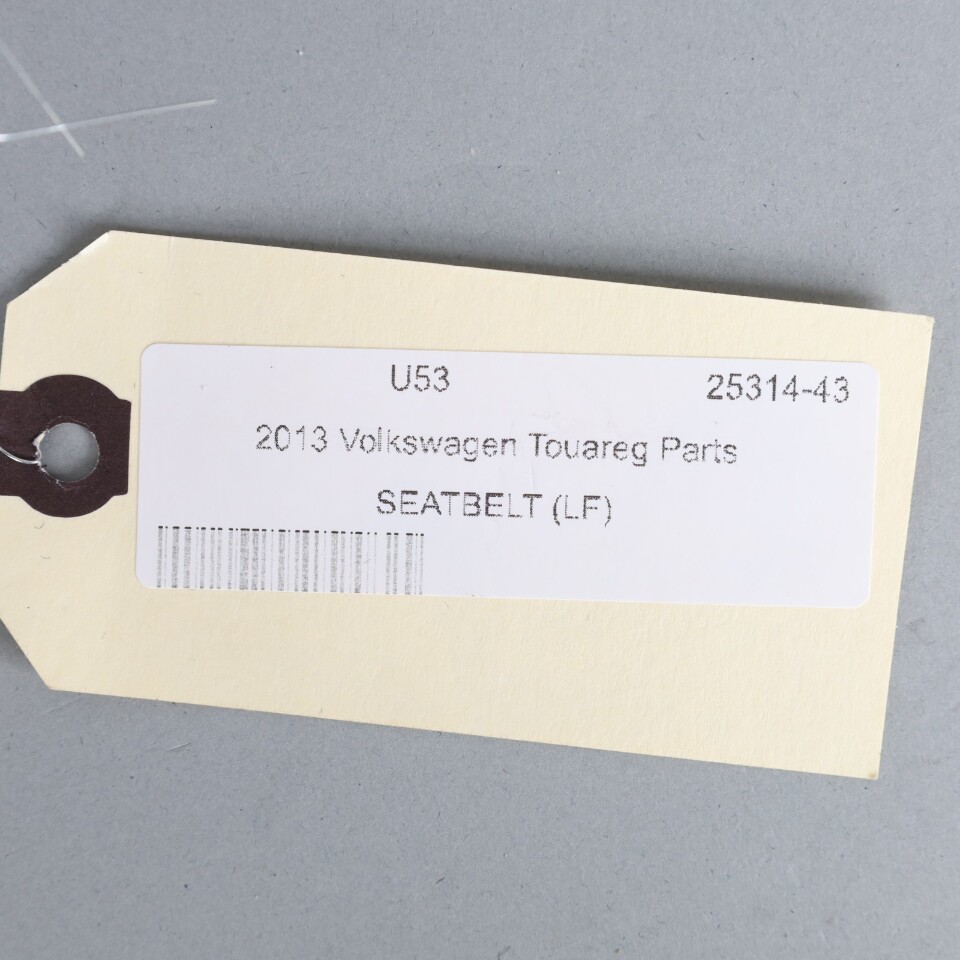 U53 25314-43
2013 Volkswagen Touareg Parts
SEATBELT (LF)